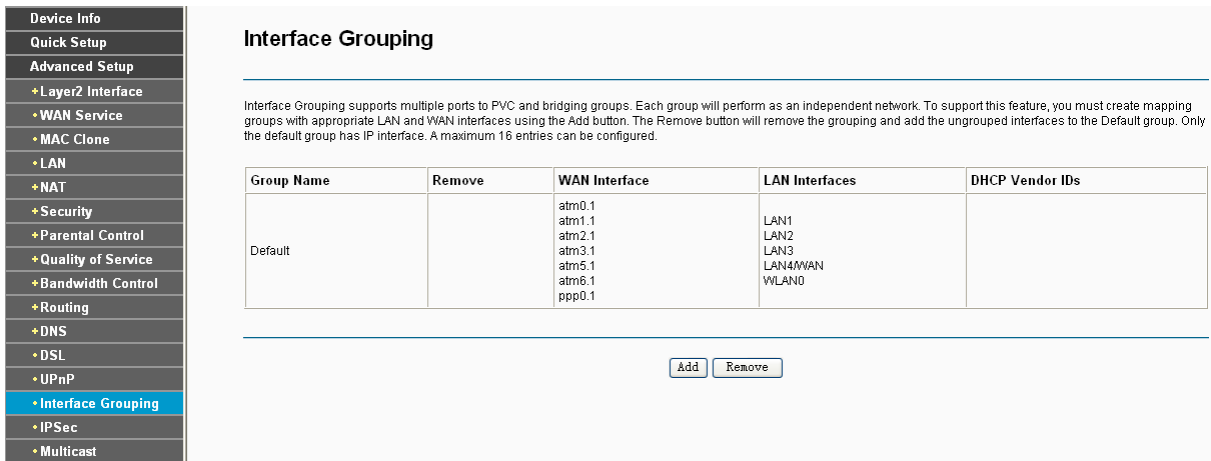 Device Info
Quick Setup
Advanced Setup
+Layer2 Interface
•WAN Service
•MAC Clone
•LAN
+NAT
+Security
+Parental Control
+Quality of Service
+Bandwidth Control
+Routing
+DNS
•DSL
•UPnP
•Interface Grouping
•IPSec
•Multicast
Interface Grouping
Interface Grouping supports multiple ports to PVC and bridging groups. Each group will perform as an independent network. To support this feature, you must create mapping
groups with appropriate LAN and WAN interfaces using the Add button. The Remove button will remove the grouping and add the ungrouped interfaces to the Default group. Only
the default group has IP interface. A maximum 16 entries can be configured.
Group Name Remove WAN Interface LAN Interfaces DHCP Vendor IDs
Default
atm0.1
atm1.1
atm2.1
atm3.1
atm5.1
atm6.1
ppp0.1
LAN1
LAN2
LAN3
LAN4/WAN
WLAN0
Add Remove